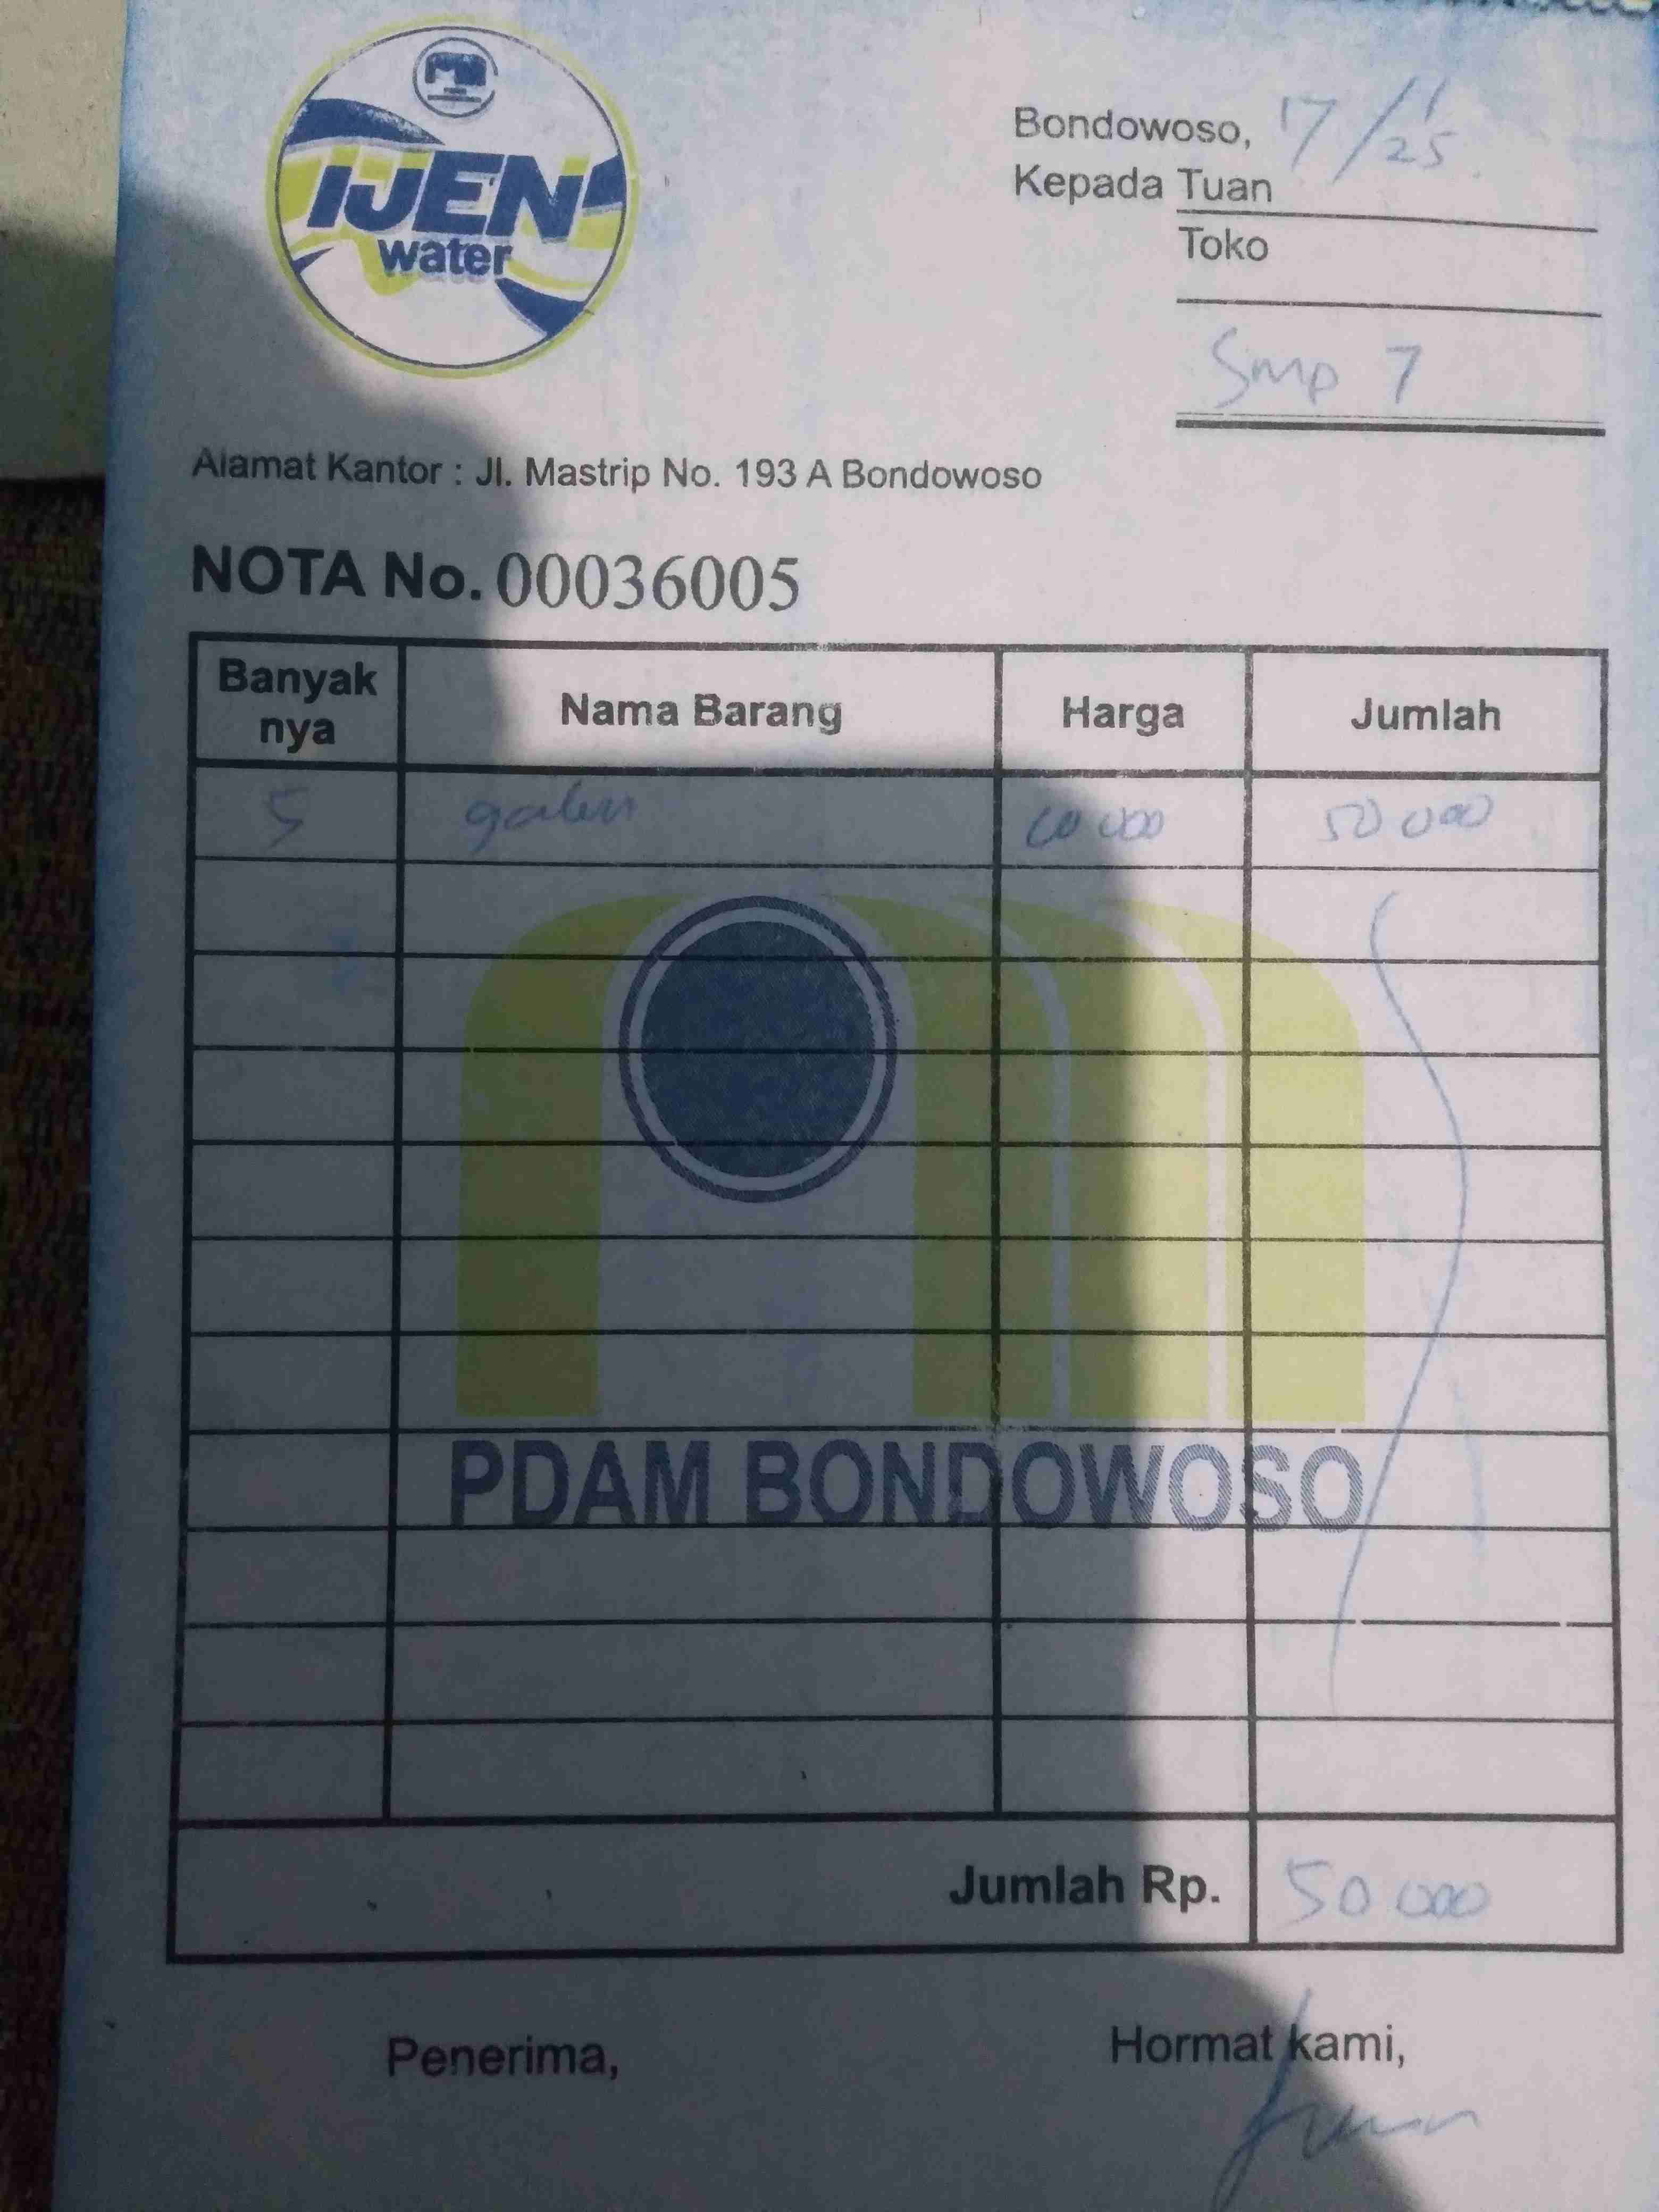 IJEN
water
Bondowoso, 17/1/25
Kepada Tuan
Toko
Smp 7
Alamat Kantor : Jl. Mastrip No. 193 A Bondowoso
NOTA No. 00036005
Banyak nya Nama Barang Harga Jumlah
5 galon 10 000 50 000
PDAM BONDOWOSO
Jumlah Rp. 50 000
Penerima, Hormat kami,